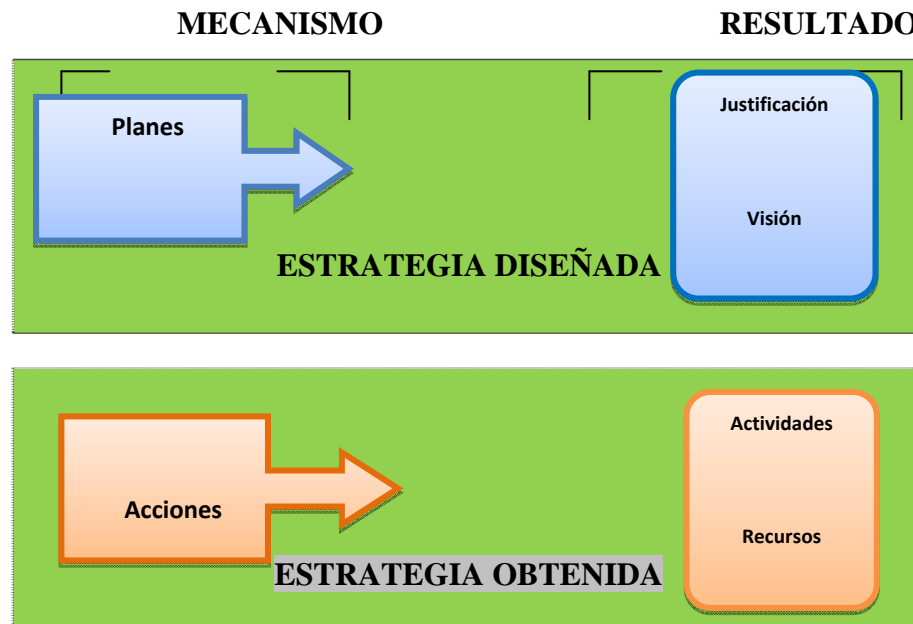 MECANISMO RESULTADO
Planes
Justificación
Visión
ESTRATEGIA DISEÑADA
Acciones
Actividades
Recursos
ESTRATEGIA OBTENIDA